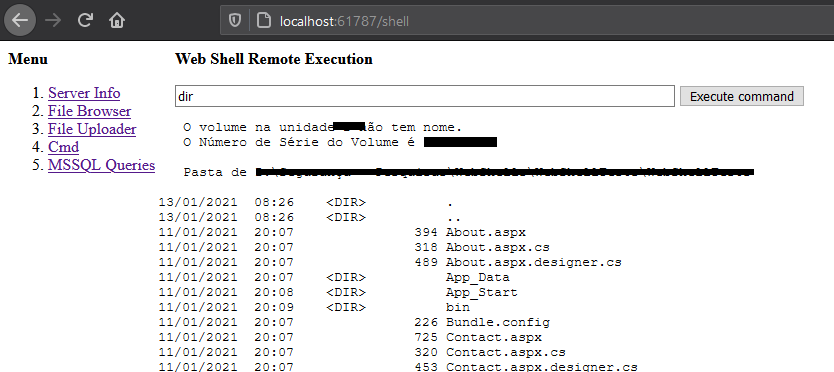 localhost:61787/shell
Menu
1. Server Info
2. File Browser
3. File Uploader
4. Cmd
5. MSSQL Queries
Web Shell Remote Execution
dir
Execute command
O volume na unidade não tem nome.
O Número de Série do Volume é
Pasta de
13/01/2021 08:26 <DIR> .
13/01/2021 08:26 <DIR> ..
11/01/2021 20:07 394 About.aspx
11/01/2021 20:07 318 About.aspx.cs
11/01/2021 20:07 489 About.aspx.designer.cs
11/01/2021 20:07 <DIR> App_Data
11/01/2021 20:08 <DIR> App_Start
11/01/2021 20:09 <DIR> bin
11/01/2021 20:07 226 Bundle.config
11/01/2021 20:07 725 Contact.aspx
11/01/2021 20:07 320 Contact.aspx.cs
11/01/2021 20:07 453 Contact.aspx.designer.cs